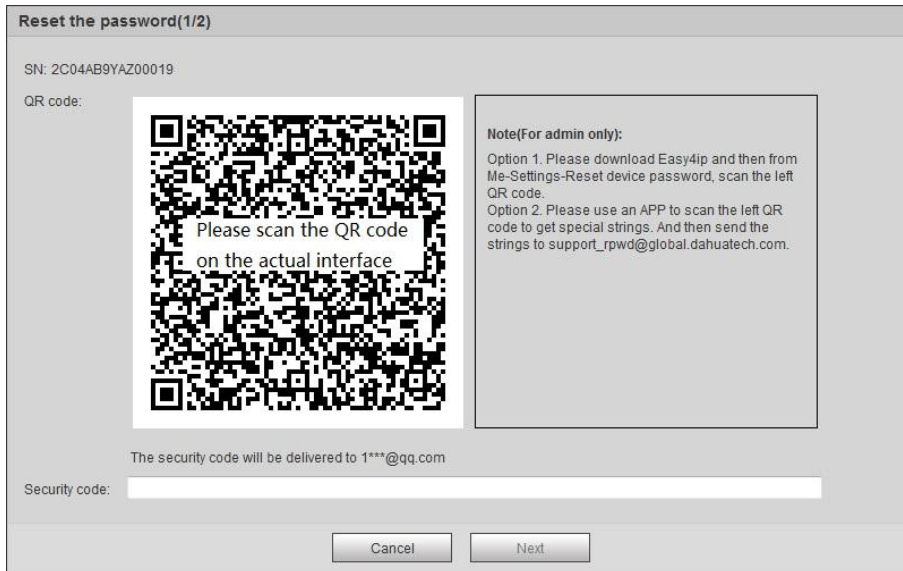 Reset the password(1/2)
SN: 2C04AB9YAZ00019
QR code:
Please scan the QR code
on the actual interface
Note(For admin only):
Option 1. Please download Easy4ip and then from
Me-Settings-Reset device password, scan the left
QR code.
Option 2. Please use an APP to scan the left QR
code to get special strings. And then send the
strings to support_rpwd@global.dahuatech.com.
The security code will be delivered to 1***@qq.com
Security code:
Cancel
Next